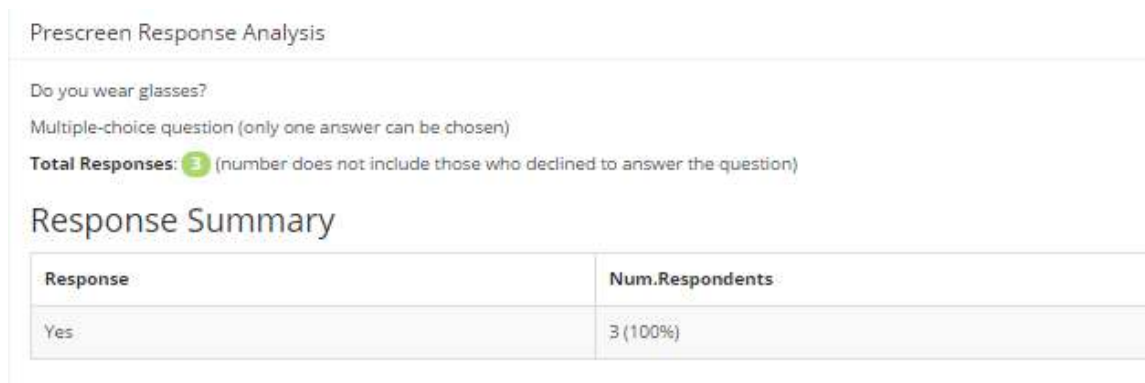 Prescreen Response Analysis
Do you wear glasses?
Multiple-choice question (only one answer can be chosen)
Total Responses: 3 (number does not include those who declined to answer the question)
Response Summary
Response Num.Respondents
Yes 3 (100%)